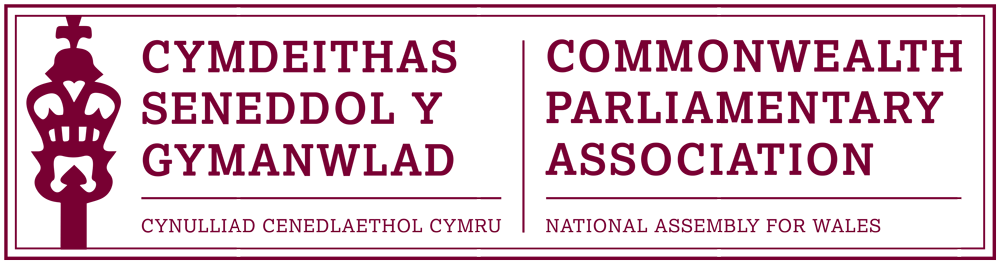 CYMDEITHAS
SENEDDOL Y
GYMANWLAD
CYNULLIAD CENEDLAETHOL CYMRU
COMMONWEALTH
PARLIAMENTARY
ASSOCIATION
NATIONAL ASSEMBLY FOR WALES